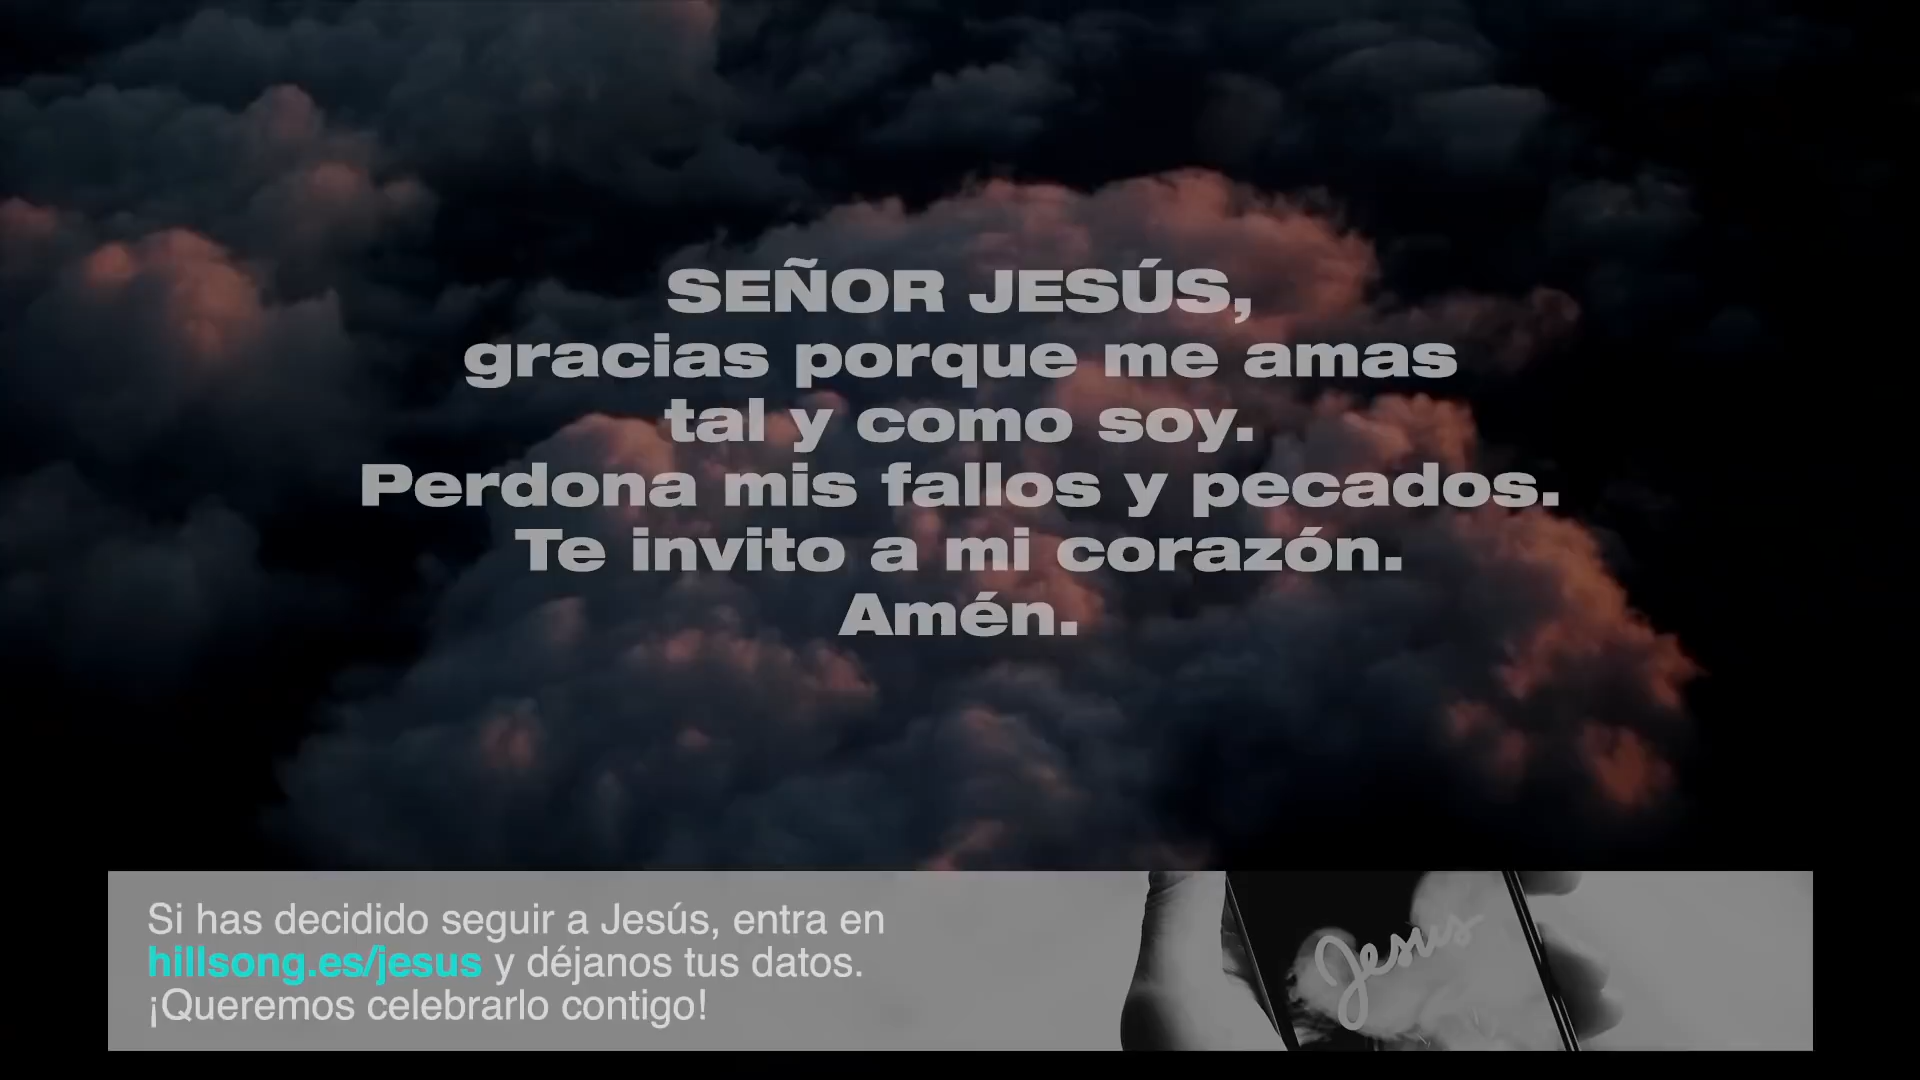 SEÑOR JESÚS,
gracias porque me amas
tal y como soy.
Perdona mis fallos y pecados.
Te invito a mi corazón.
Amén.
Si has decidido seguir a Jesús, entra en
hillsong.es/jesus y déjanos tus datos.
¡Queremos celebrarlo contigo!
Jesus